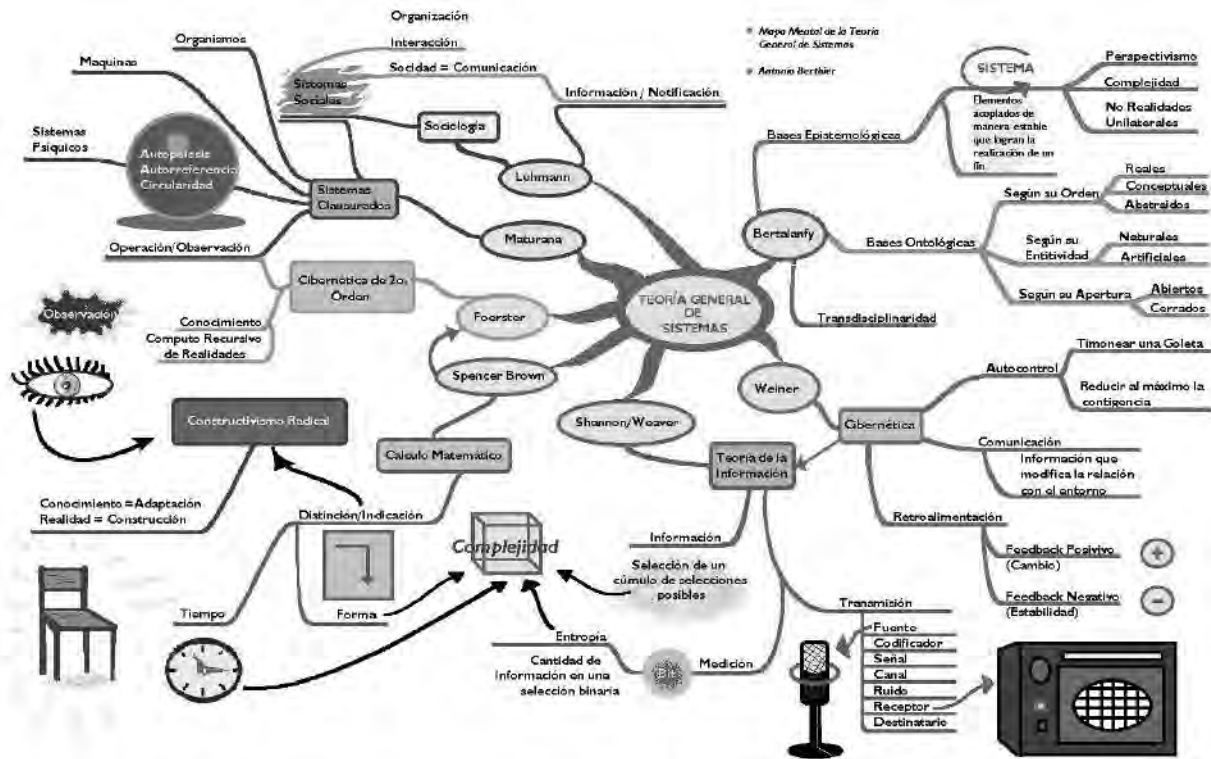 Mapa Mental de la Teoría
General de Sistemas
Antonio Berthier
TEORÍA GENERAL
DE
SISTEMAS
Bertalanfy
Bases Epistemológicas
SISTEMA
Elementos
acoplados de
manera estable
que logran la
realización de un
fin
Perspectivismo
Complejidad
No Realidades
Unilaterales
Bases Ontológicas
Según su Orden
Reales
Conceptuales
Abstraidos
Según su
Entitividad
Naturales
Artificiales
Según su Apertura
Abiertos
Cerrados
Transdisciplinaridad
Weiner
Cibernética
Autocontrol
Timonear una Goleta
Reducir al máximo la
contigencia
Comunicación
Información que
modifica la relación
con el entorno
Retroalimentación
Feedback Posivivo
(Cambio)
+
Feedback Negativo
(Estabilidad)
−
Shannon/Weaver
Teoría de la
Información
Información
Selección de un
cúmulo de selecciones
posibles
Transmisión
Fuente
Codificador
Señal
Canal
Ruido
Receptor
Destinatario
Medición
Bit
Entropía
Cantidad de
Información en una
selección binaria
Complejidad
Spencer Brown
Calculo Matemático
Distinción/Indicación
Tiempo
Forma
Constructivismo Radical
Conocimiento = Adaptación
Realidad = Construcción
Observación
Foerster
Cibernética de 2o.
Orden
Operación/Observación
Conocimiento
Computo Recursivo
de Realidades
Maturana
Sistemas
Clausurados
Autopoiesis
Autorreferencia
Circularidad
Organismos
Maquinas
Sistemas
Psíquicos
Sistemas
Sociales
Luhmann
Sociología
Organización
Interacción
Socidad = Comunicación
Información / Notificación